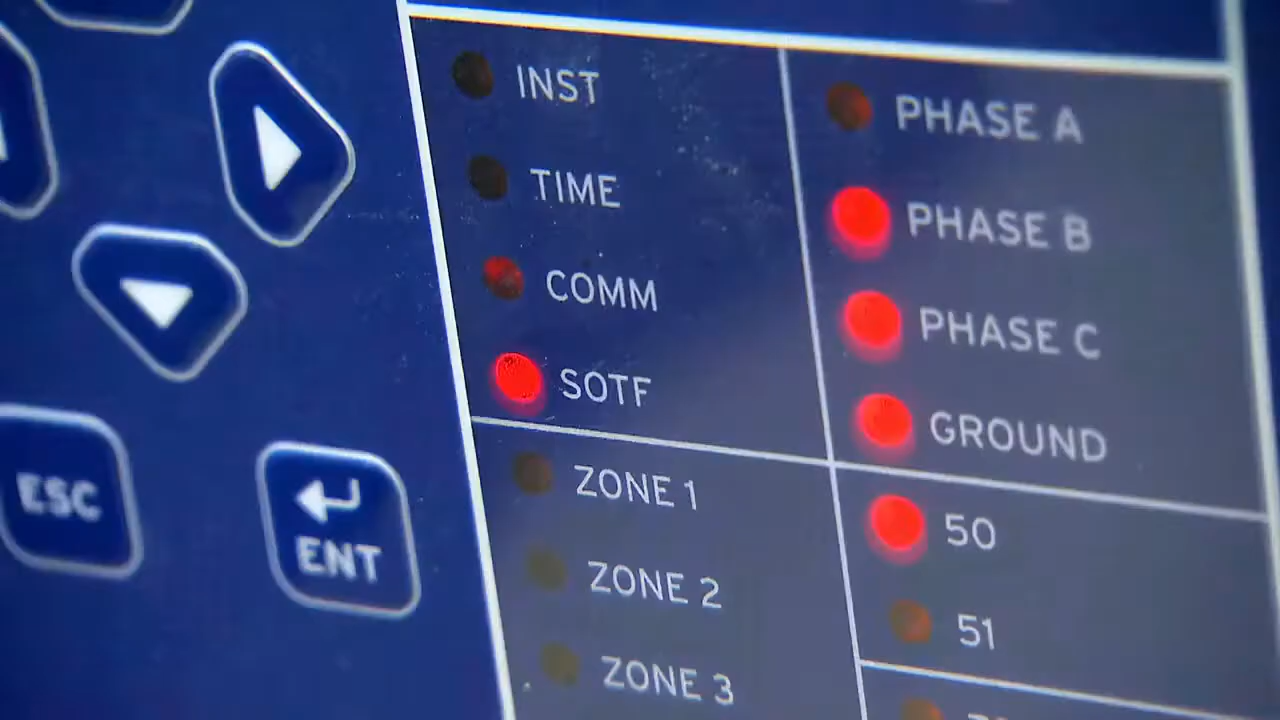 INST
TIME
COMM
SOTF
ZONE 1
ZONE 2
ZONE 3
PHASE A
PHASE B
PHASE C
GROUND
50
51
ESC
ENT